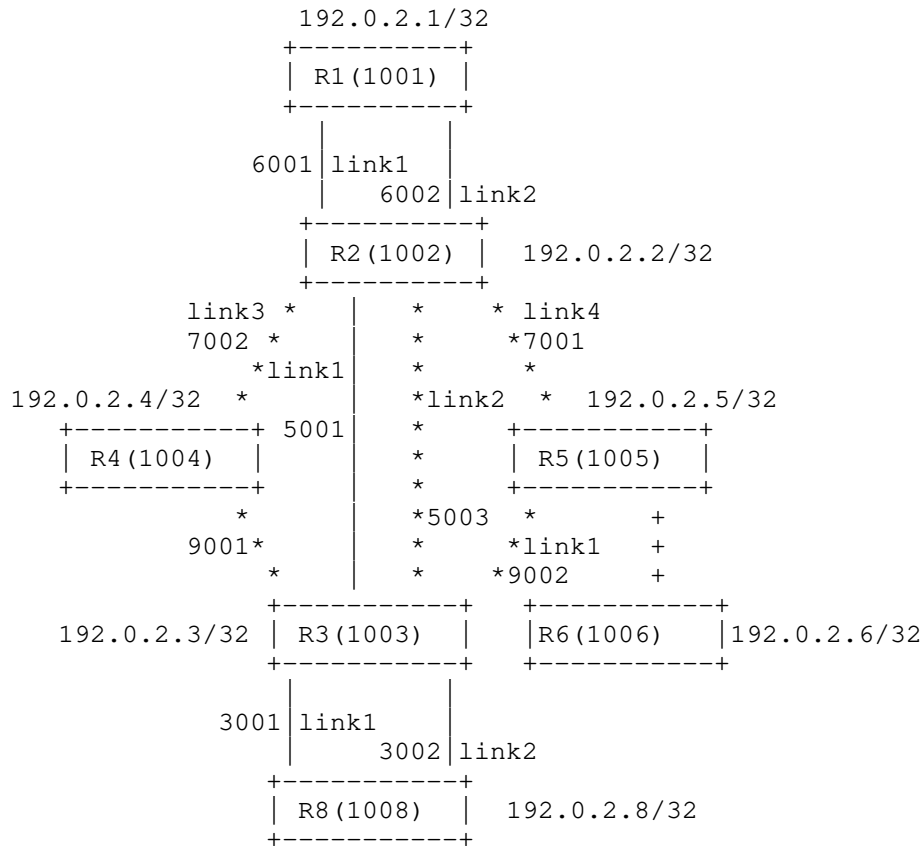 192.0.2.1/32
R1(1001)
6001 link1
6002 link2
R2(1002) 192.0.2.2/32
link3 link4
7002 7001
link1
192.0.2.4/32 link2 192.0.2.5/32
5001
R4(1004) R5(1005)
5003
9001 link1
9002
192.0.2.3/32 R3(1003) R6(1006) 192.0.2.6/32
3001 link1
3002 link2
R8(1008) 192.0.2.8/32